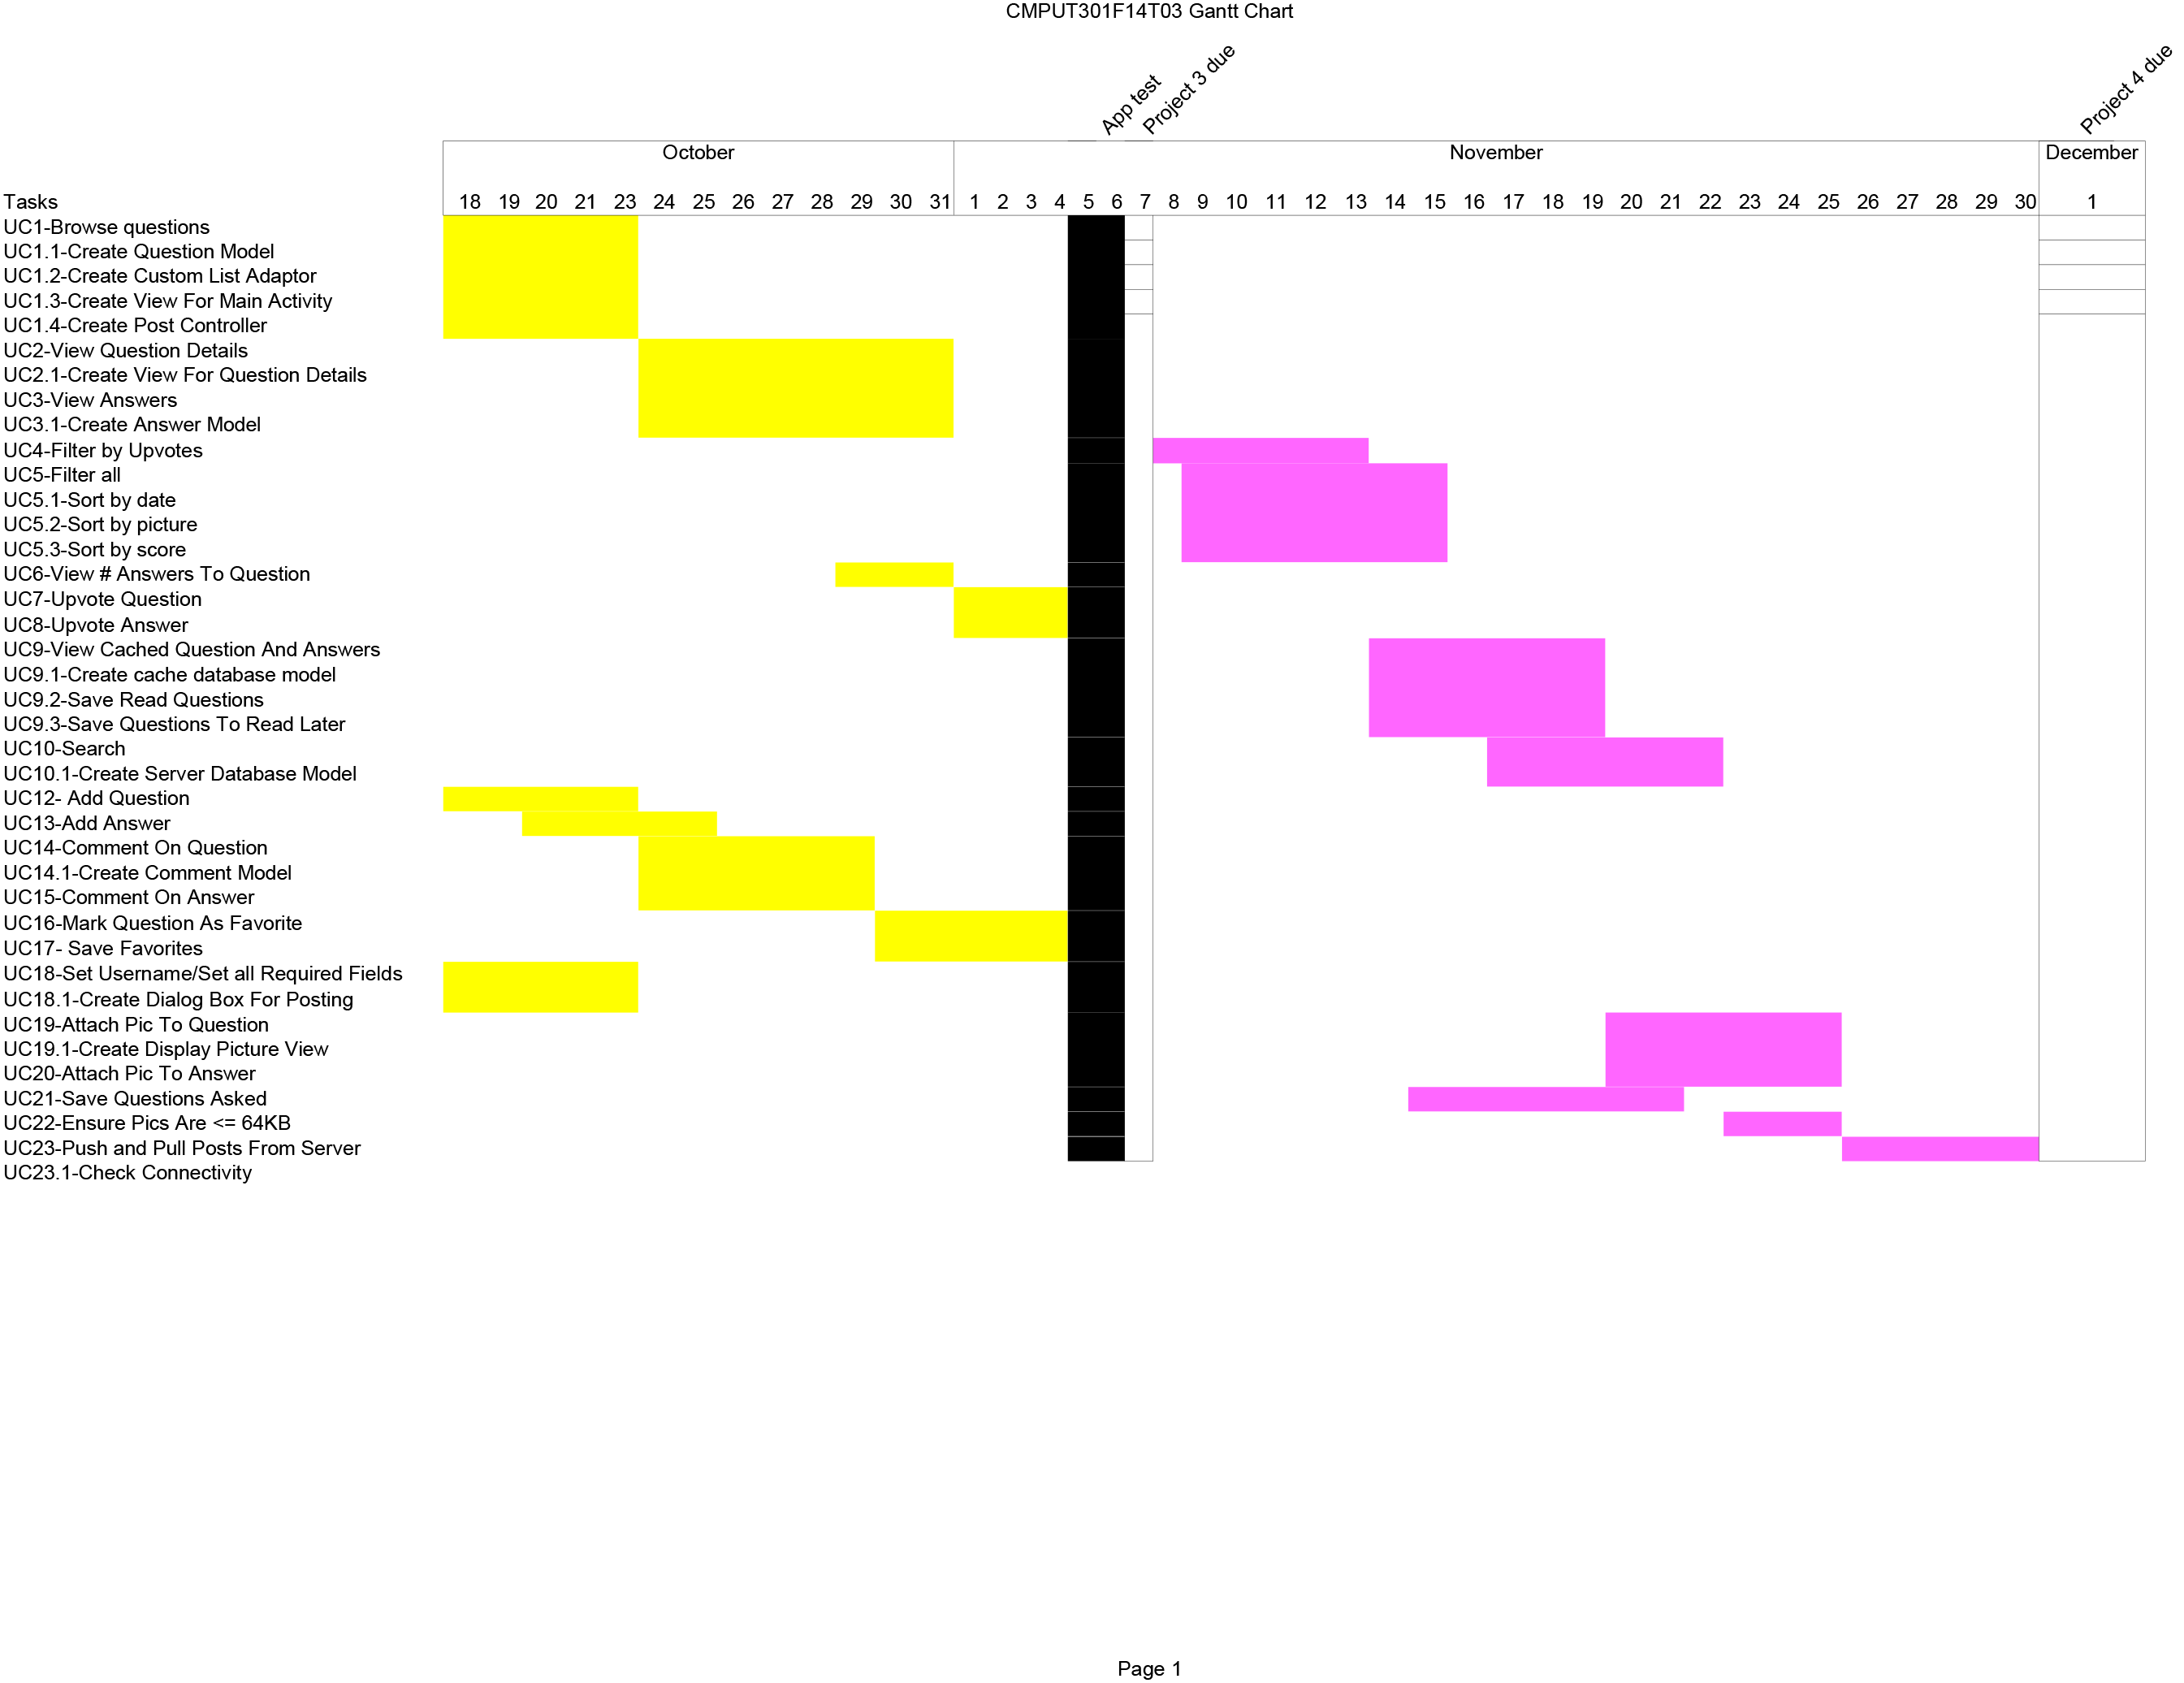 CMPUT301F14T03 Gantt Chart
App test
Project 3 due
Project 4 due
October November December
Tasks 18 19 20 21 23 24 25 26 27 28 29 30 31 1 2 3 4 5 6 7 8 9 10 11 12 13 14 15 16 17 18 19 20 21 22 23 24 25 26 27 28 29 30 1
UC1-Browse questions
UC1.1-Create Question Model
UC1.2-Create Custom List Adaptor
UC1.3-Create View For Main Activity
UC1.4-Create Post Controller
UC2-View Question Details
UC2.1-Create View For Question Details
UC3-View Answers
UC3.1-Create Answer Model
UC4-Filter by Upvotes
UC5-Filter all
UC5.1-Sort by date
UC5.2-Sort by picture
UC5.3-Sort by score
UC6-View # Answers To Question
UC7-Upvote Question
UC8-Upvote Answer
UC9-View Cached Question And Answers
UC9.1-Create cache database model
UC9.2-Save Read Questions
UC9.3-Save Questions To Read Later
UC10-Search
UC10.1-Create Server Database Model
UC12- Add Question
UC13-Add Answer
UC14-Comment On Question
UC14.1-Create Comment Model
UC15-Comment On Answer
UC16-Mark Question As Favorite
UC17- Save Favorites
UC18-Set Username/Set all Required Fields
UC18.1-Create Dialog Box For Posting
UC19-Attach Pic To Question
UC19.1-Create Display Picture View
UC20-Attach Pic To Answer
UC21-Save Questions Asked
UC22-Ensure Pics Are <= 64KB
UC23-Push and Pull Posts From Server
UC23.1-Check Connectivity
Page 1